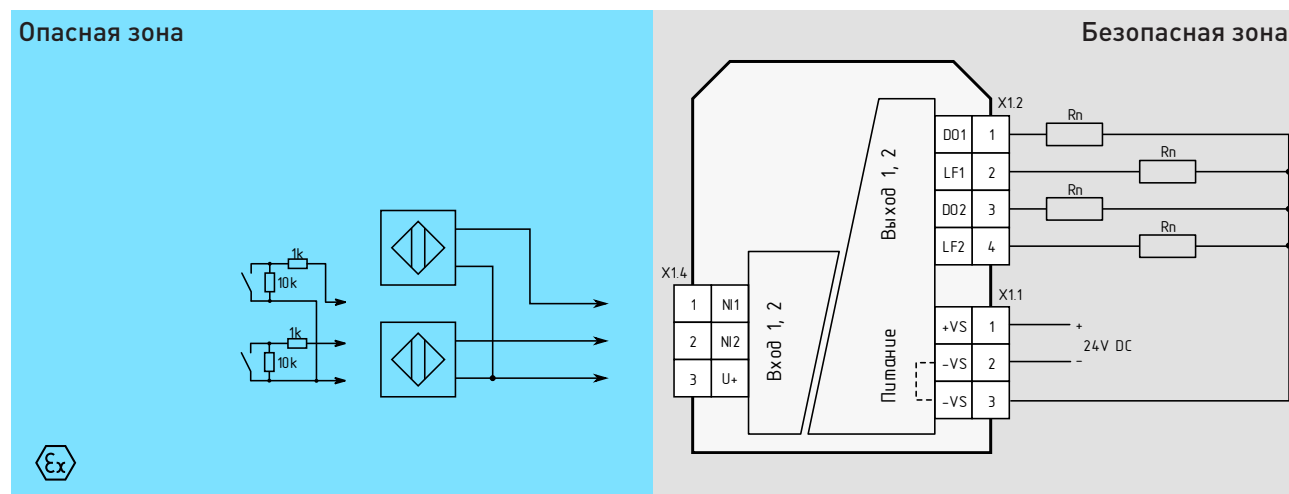 Опасная зона
Безопасная зона
X1.2
DO1 1 Rn
LF1 2 Rn
DO2 3 Rn
LF2 4 Rn
Выход 1, 2
1k
10k
1k
10k
X1.4
1 NI1
2 NI2
3 U+
Вход 1, 2
X1.1
Питание
+VS 1 +
24V DC
-VS 2 -
-VS 3
Ex